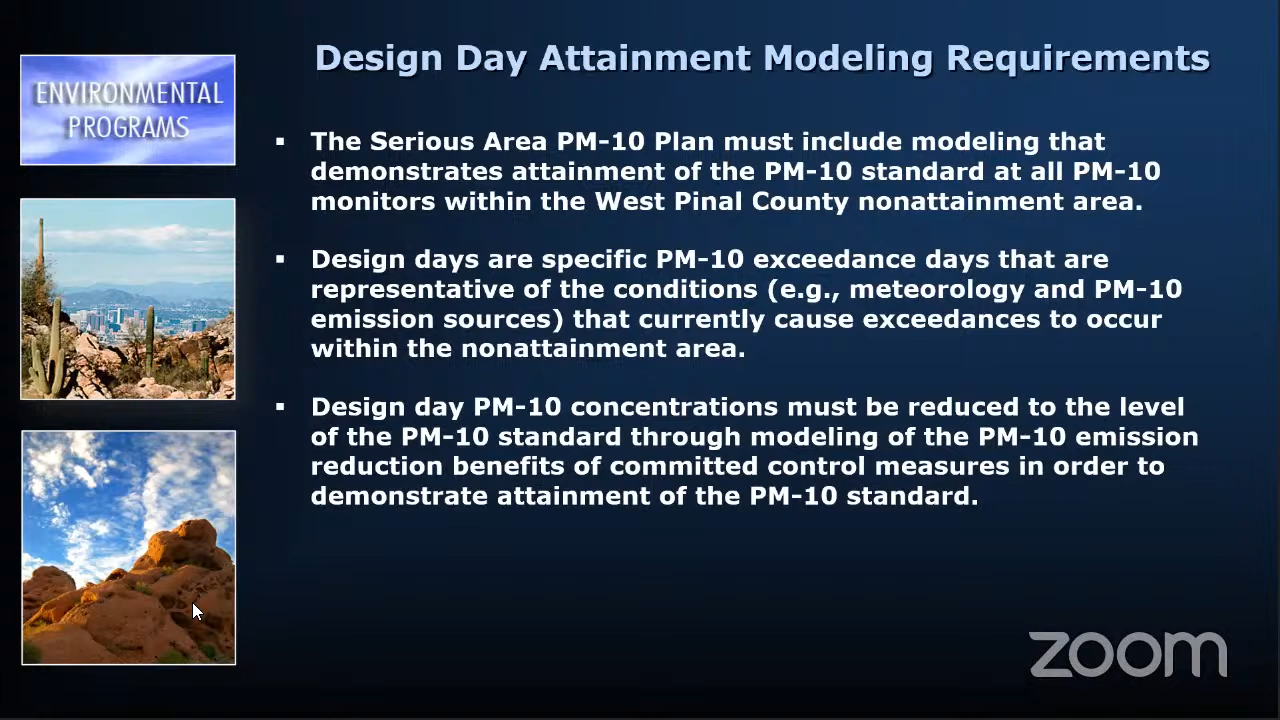 Design Day Attainment Modeling Requirements
ENVIRONMENTAL
PROGRAMS
▪ The Serious Area PM-10 Plan must include modeling that
demonstrates attainment of the PM-10 standard at all PM-10
monitors within the West Pinal County nonattainment area.
▪ Design days are specific PM-10 exceedance days that are
representative of the conditions (e.g., meteorology and PM-10
emission sources) that currently cause exceedances to occur
within the nonattainment area.
▪ Design day PM-10 concentrations must be reduced to the level
of the PM-10 standard through modeling of the PM-10 emission
reduction benefits of committed control measures in order to
demonstrate attainment of the PM-10 standard.
zoom